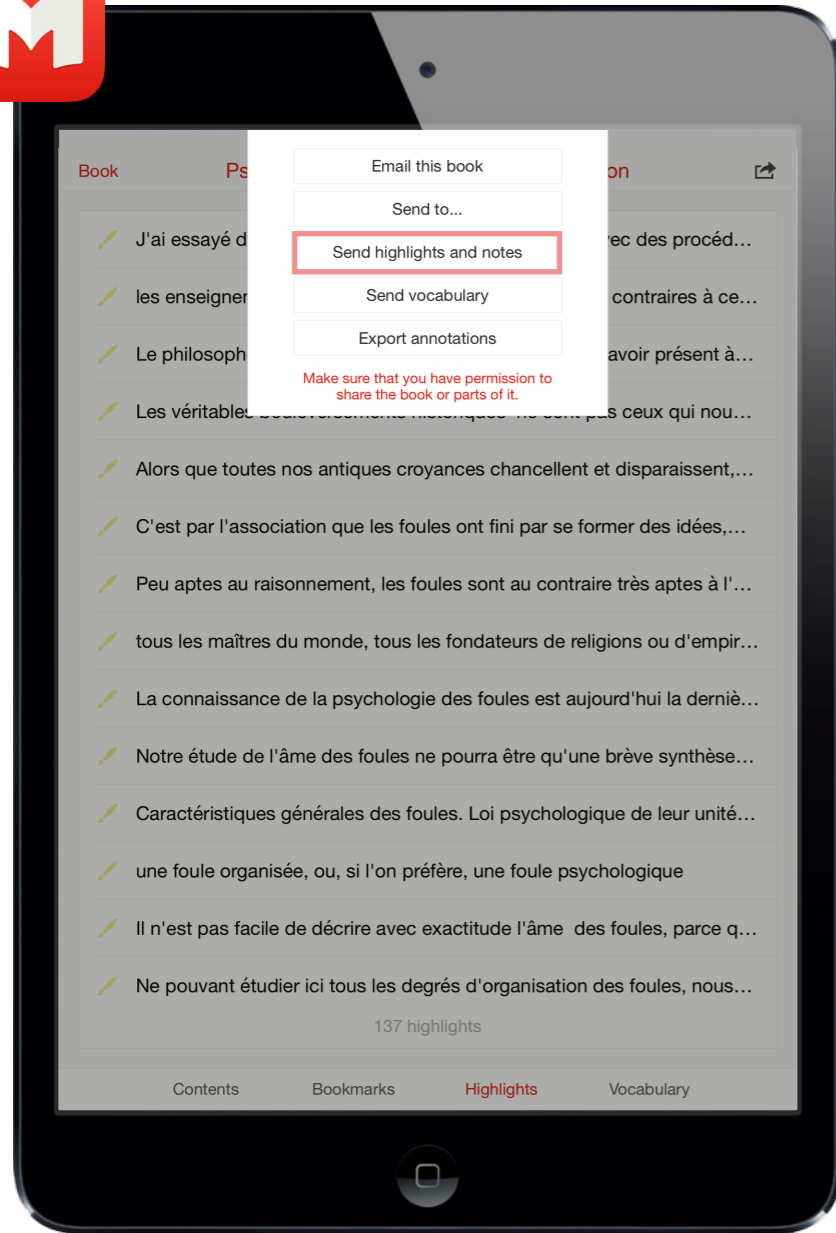 Book Ps on
Email this book
Send to...
Send highlights and notes
Send vocabulary
Export annotations
Make sure that you have permission to
share the book or parts of it.
J'ai essayé d ec des procéd…
les enseigner contraires à ce…
Le philosoph avoir présent à…
Les véritables bouleversements historiques ne sont pas ceux qui nou…
Alors que toutes nos antiques croyances chancellent et disparaissent,…
C'est par l'association que les foules ont fini par se former des idées,…
Peu aptes au raisonnement, les foules sont au contraire très aptes à l'…
tous les maîtres du monde, tous les fondateurs de religions ou d'empir…
La connaissance de la psychologie des foules est aujourd'hui la derniè…
Notre étude de l'âme des foules ne pourra être qu'une brève synthèse…
Caractéristiques générales des foules. Loi psychologique de leur unité…
une foule organisée, ou, si l'on préfère, une foule psychologique
Il n'est pas facile de décrire avec exactitude l'âme des foules, parce q…
Ne pouvant étudier ici tous les degrés d'organisation des foules, nous…
137 highlights
Contents Bookmarks Highlights Vocabulary